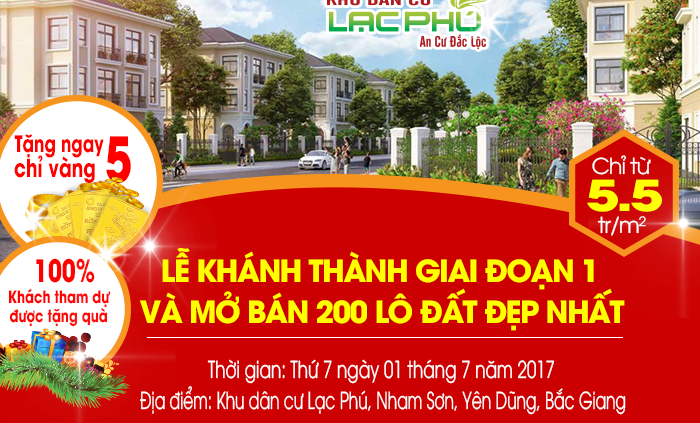 KHU DÂN CƯ
LẠC PHÚ
An Cư Đắc Lộc
Tặng ngay 5
chỉ vàng
Chỉ từ
5.5
tr/m²
100%
Khách tham dự
được tặng quà
LỄ KHÁNH THÀNH GIAI ĐOẠN 1
VÀ MỞ BÁN 200 LÔ ĐẤT ĐẸP NHẤT
Thời gian: Thứ 7 ngày 01 tháng 7 năm 2017
Địa điểm: Khu dân cư Lạc Phú, Nham Sơn, Yên Dũng, Bắc Giang